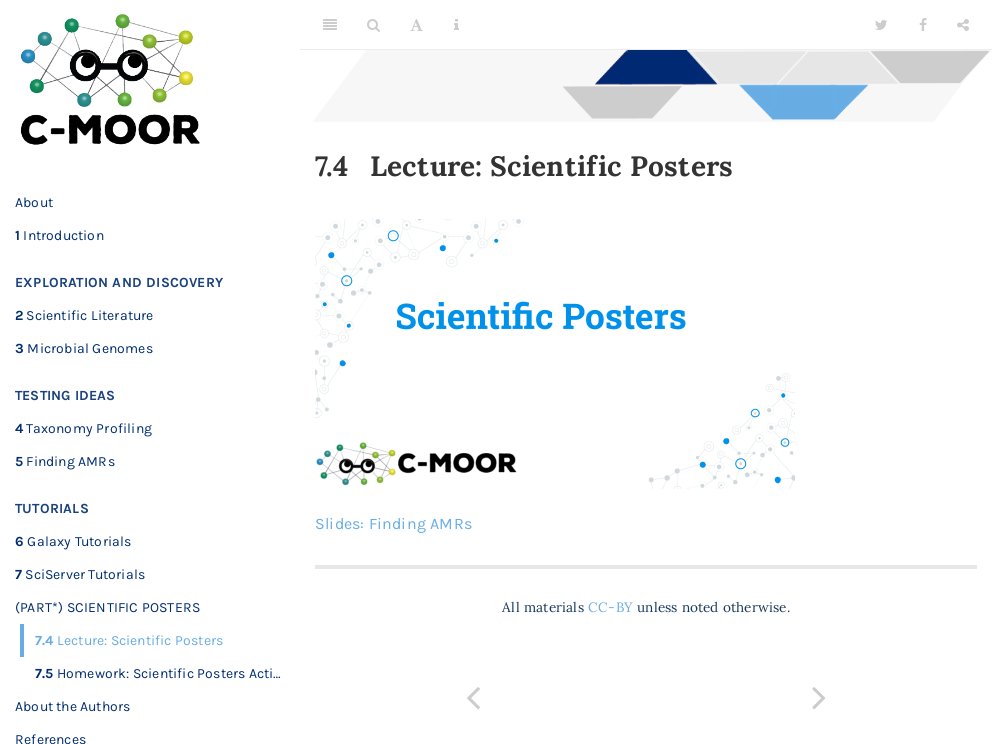 C-MOOR
About
1 Introduction
EXPLORATION AND DISCOVERY
2 Scientific Literature
3 Microbial Genomes
TESTING IDEAS
4 Taxonomy Profiling
5 Finding AMRs
TUTORIALS
6 Galaxy Tutorials
7 SciServer Tutorials
(PART*) SCIENTIFIC POSTERS
7.4 Lecture: Scientific Posters
7.5 Homework: Scientific Posters Acti…
About the Authors
References
A
7.4 Lecture: Scientific Posters
Scientific Posters
C-MOOR
Slides: Finding AMRs
All materials CC-BY unless noted otherwise.